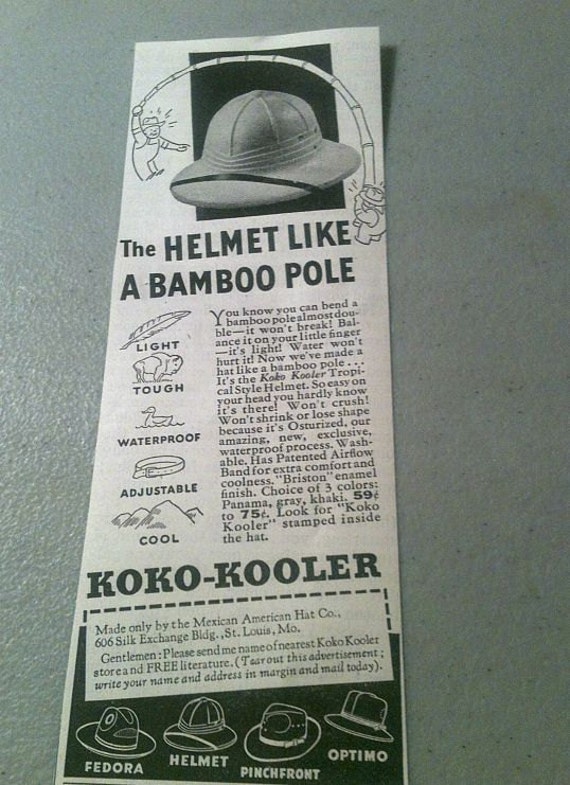 The HELMET LIKE
A BAMBOO POLE
LIGHT
TOUGH
WATERPROOF
ADJUSTABLE
COOL
You know you can bend a
bamboo pole almost dou-
ble—it won't break! Bal-
ance it on your little finger
—it's light! Water won't
hurt it! Now we've made a
hat like a bamboo pole . . .
It's the Koko Kooler Tropi-
cal Style Helmet. So easy on
your head you hardly know
it's there! Won't crush!
Won't shrink or lose shape
because it's Osturized, our
amazing, new, exclusive,
waterproof process. Wash-
able. Has Patented Airflow
Band for extra comfort and
coolness. "Briston" enamel
finish. Choice of 3 colors:
Panama, gray, khaki. 59¢
to 75¢. Look for "Koko
Kooler" stamped inside
the hat.
KOKO-KOOLER
Made only by the Mexican American Hat Co.,
606 Silk Exchange Bldg., St. Louis, Mo.
Gentlemen: Please send me name of nearest Koko Kooler
store and FREE literature. (Tear out this advertisement;
write your name and address in margin and mail today).
FEDORA
HELMET
PINCHFRONT
OPTIMO